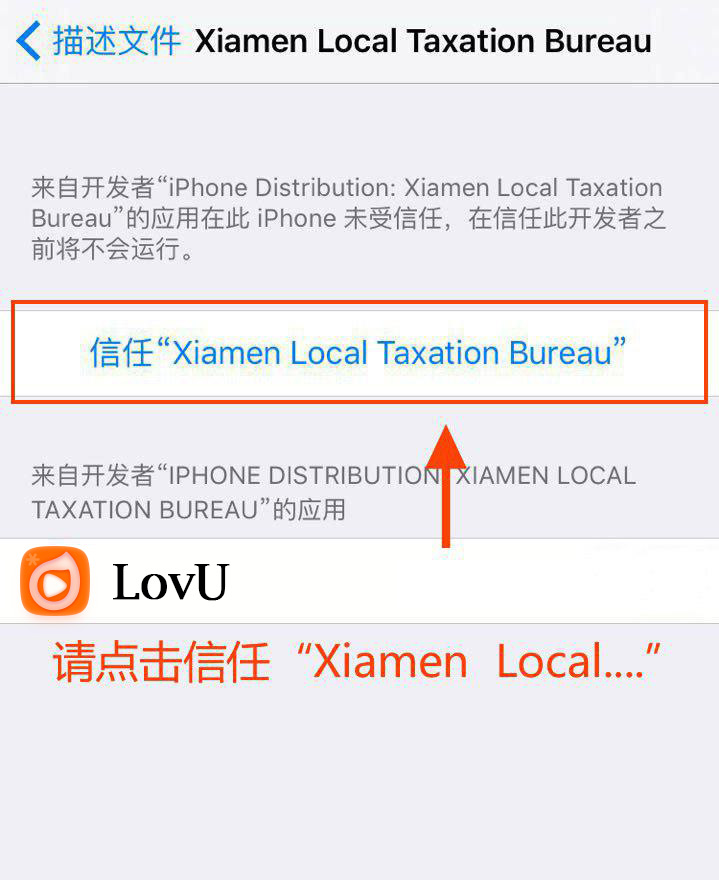 描述文件 Xiamen Local Taxation Bureau
来自开发者“iPhone Distribution: Xiamen Local Taxation
Bureau”的应用在此 iPhone 未受信任，在信任此开发者之
前将不会运行。
信任“Xiamen Local Taxation Bureau”
来自开发者“IPHONE DISTRIBUTION: XIAMEN LOCAL
TAXATION BUREAU”的应用
LovU
请点击信任“Xiamen Local....”